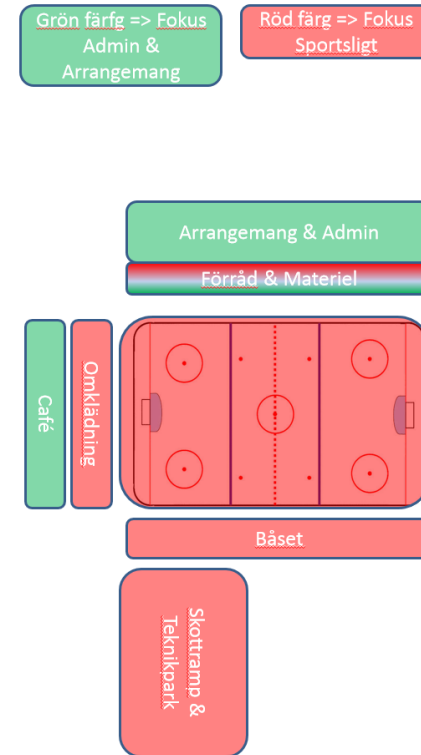 Grön färfg => Fokus
Admin &
Arrangemang
Röd färg => Fokus
Sportsligt
Arrangemang & Admin
Förråd & Materiel
Café
Omklädning
Båset
Skottramp &
Teknikpark